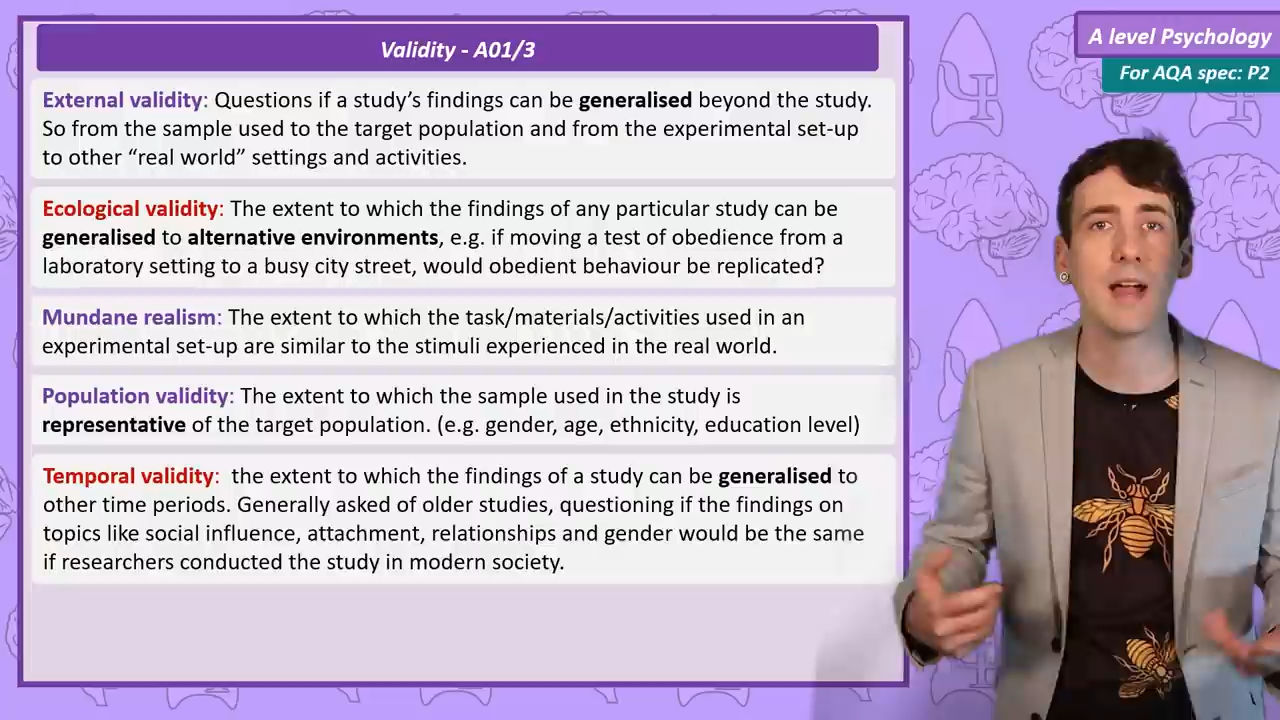 Validity - A01/3
A level Psychology
For AQA spec: P2
External validity: Questions if a study’s findings can be generalised beyond the study.
So from the sample used to the target population and from the experimental set-up
to other “real world” settings and activities.
Ecological validity: The extent to which the findings of any particular study can be
generalised to alternative environments, e.g. if moving a test of obedience from a
laboratory setting to a busy city street, would obedient behaviour be replicated?
Mundane realism: The extent to which the task/materials/activities used in an
experimental set-up are similar to the stimuli experienced in the real world.
Population validity: The extent to which the sample used in the study is
representative of the target population. (e.g. gender, age, ethnicity, education level)
Temporal validity:  the extent to which the findings of a study can be generalised to
other time periods. Generally asked of older studies, questioning if the findings on
topics like social influence, attachment, relationships and gender would be the same
if researchers conducted the study in modern society.